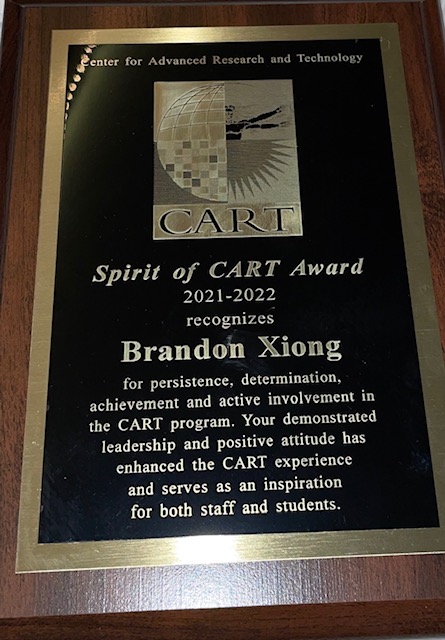 Center for Advanced Research and Technology
CART
Spirit of CART Award
2021-2022
recognizes
Brandon Xiong
for persistence, determination,
achievement and active involvement in
the CART program. Your demonstrated
leadership and positive attitude has
enhanced the CART experience
and serves as an inspiration
for both staff and students.